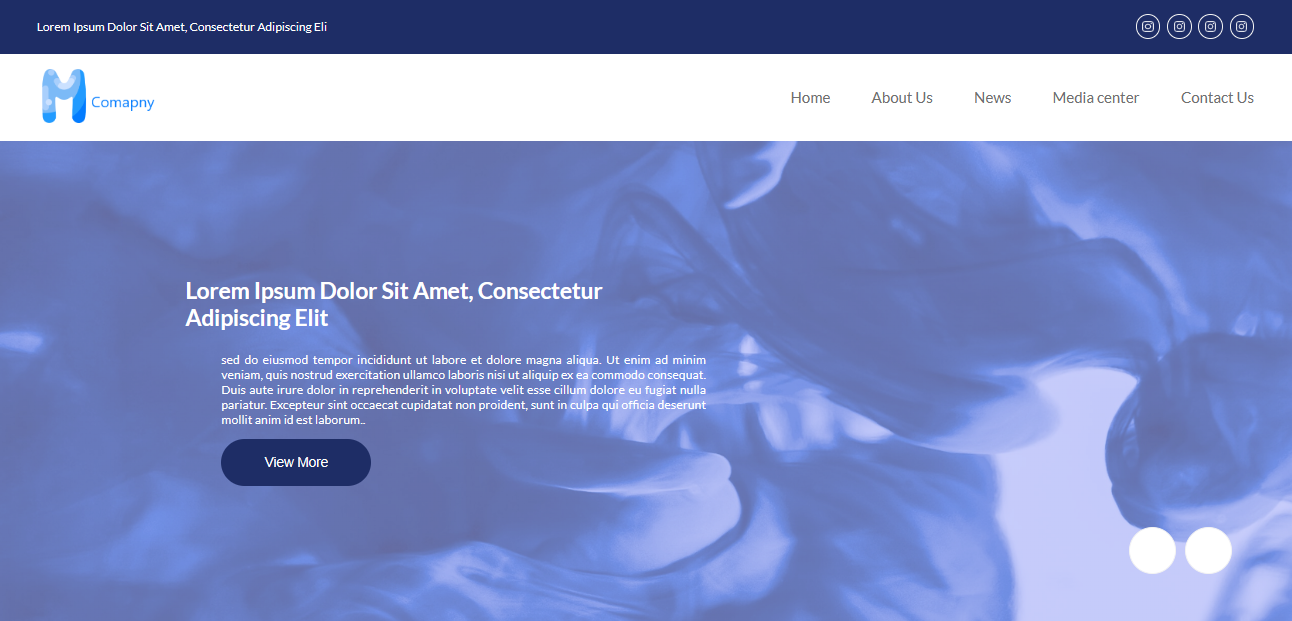 Lorem Ipsum Dolor Sit Amet, Consectetur Adipiscing Eli
M Comapny
Home About Us News Media center Contact Us
Lorem Ipsum Dolor Sit Amet, Consectetur
Adipiscing Elit
sed do eiusmod tempor incididunt ut labore et dolore magna aliqua. Ut enim ad minim
veniam, quis nostrud exercitation ullamco laboris nisi ut aliquip ex ea commodo consequat.
Duis aute irure dolor in reprehenderit in voluptate velit esse cillum dolore eu fugiat nulla
pariatur. Excepteur sint occaecat cupidatat non proident, sunt in culpa qui officia deserunt
mollit anim id est laborum..
View More